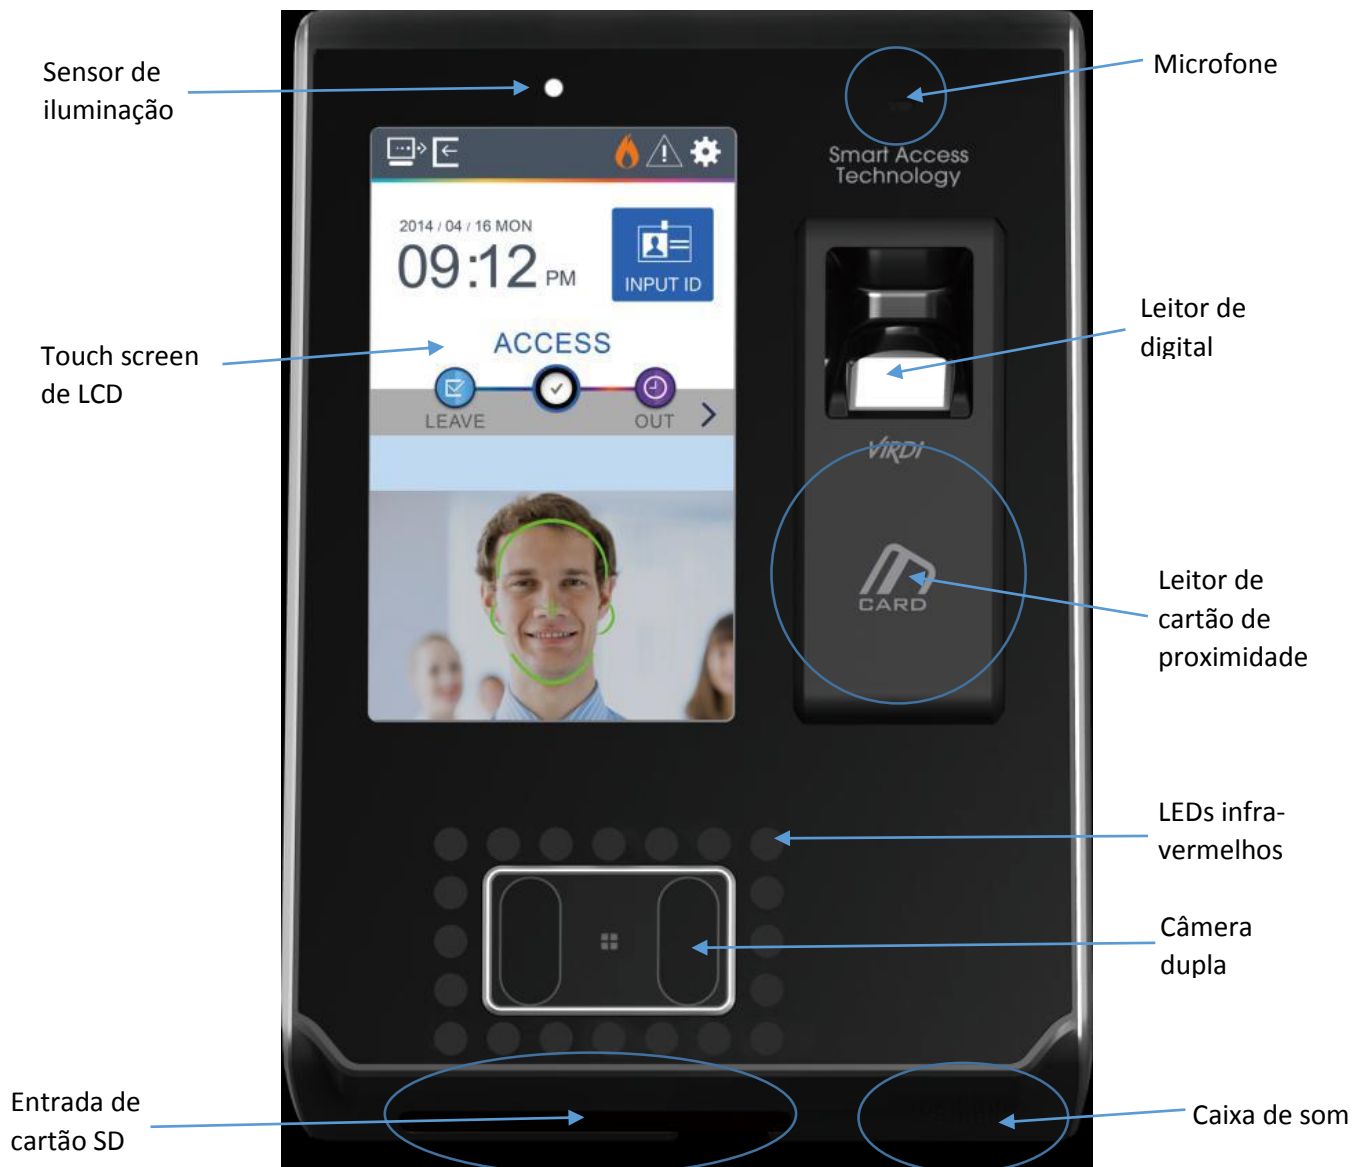 Sensor de
iluminação
Microfone
Smart Access
Technology
2014 / 04 / 16 MON
09:12 PM
INPUT ID
ACCESS
LEAVE
OUT
Touch screen
de LCD
Leitor de
digital
VIRDI
CARD
Leitor de
cartão de
proximidade
LEDs infra-
vermelhos
Câmera
dupla
Entrada de
cartão SD
Caixa de som